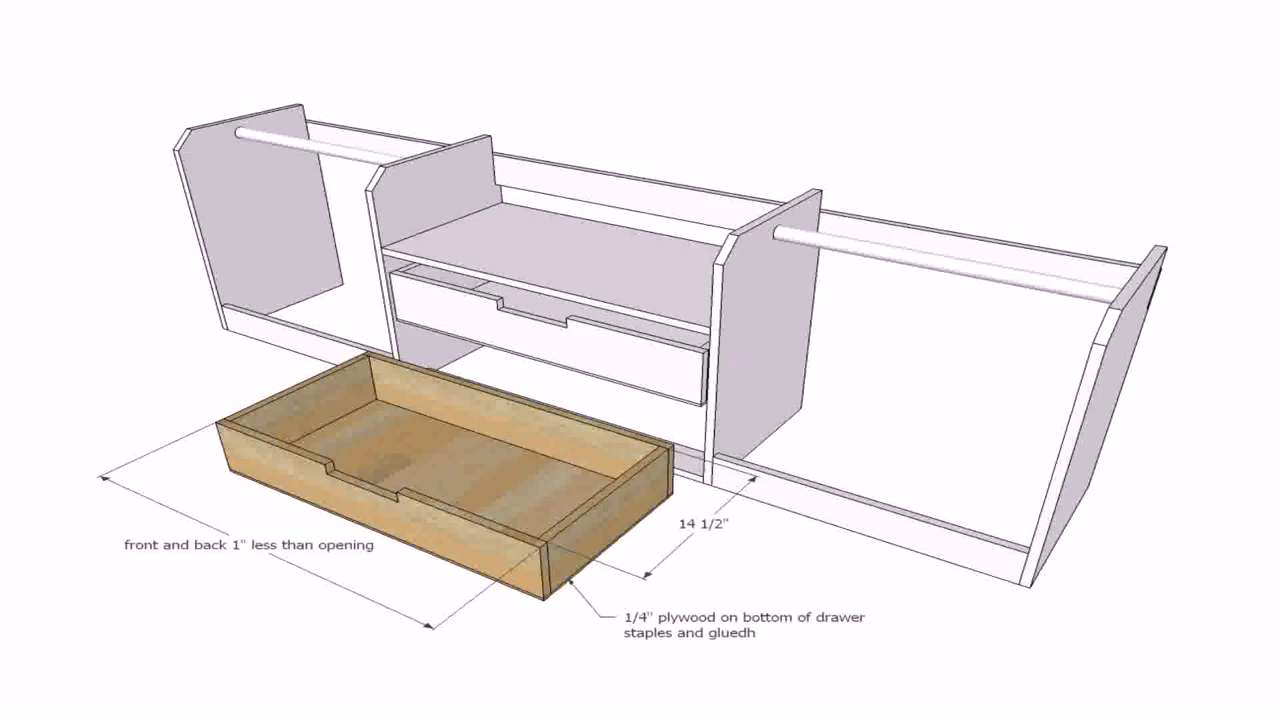 14 1/2"
front and back 1" less than opening
1/4" plywood on bottom of drawer
staples and gluedh